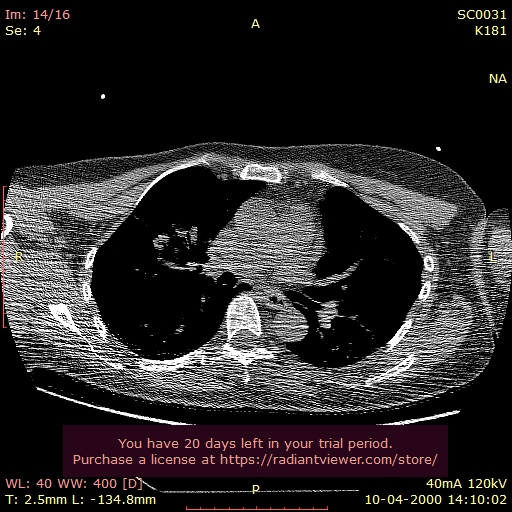 Im: 14/16
Se: 4
A
SC0031
K181
NA
R
L
You have 20 days left in your trial period.
Purchase a license at https://radiantviewer.com/store/
WL: 40 WW: 400 [D]
T: 2.5mm L: -134.8mm
P
40mA 120kV
10-04-2000 14:10:02